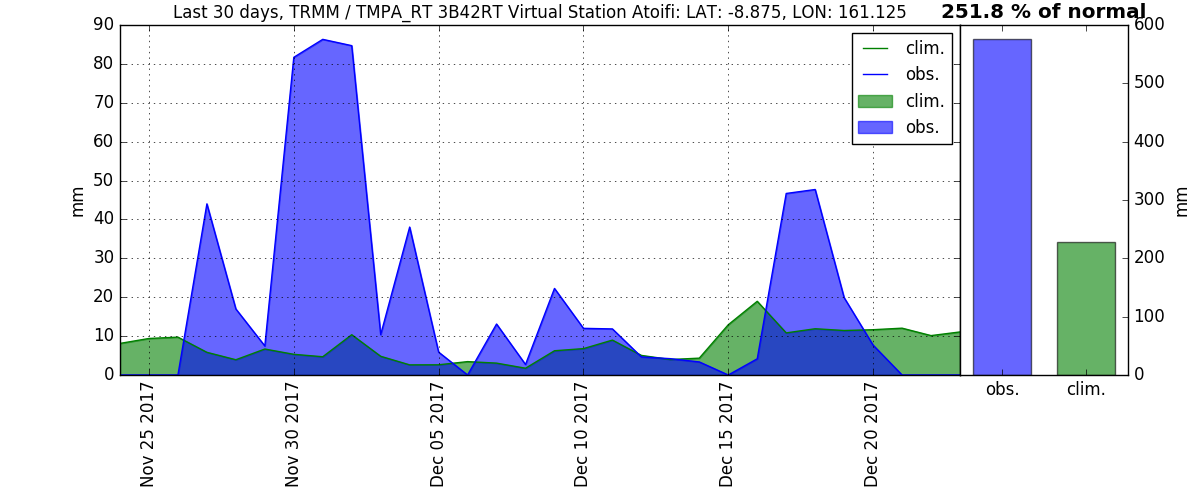 Last 30 days, TRMM / TMPA_RT 3B42RT Virtual Station Atoifi: LAT: -8.875, LON: 161.125
251.8 % of normal
90
80
70
60
50
40
30
20
10
0
mm
clim.
obs.
clim.
obs.
Nov 25 2017
Nov 30 2017
Dec 05 2017
Dec 10 2017
Dec 15 2017
Dec 20 2017
600
500
400
300
200
100
0
mm
obs.
clim.